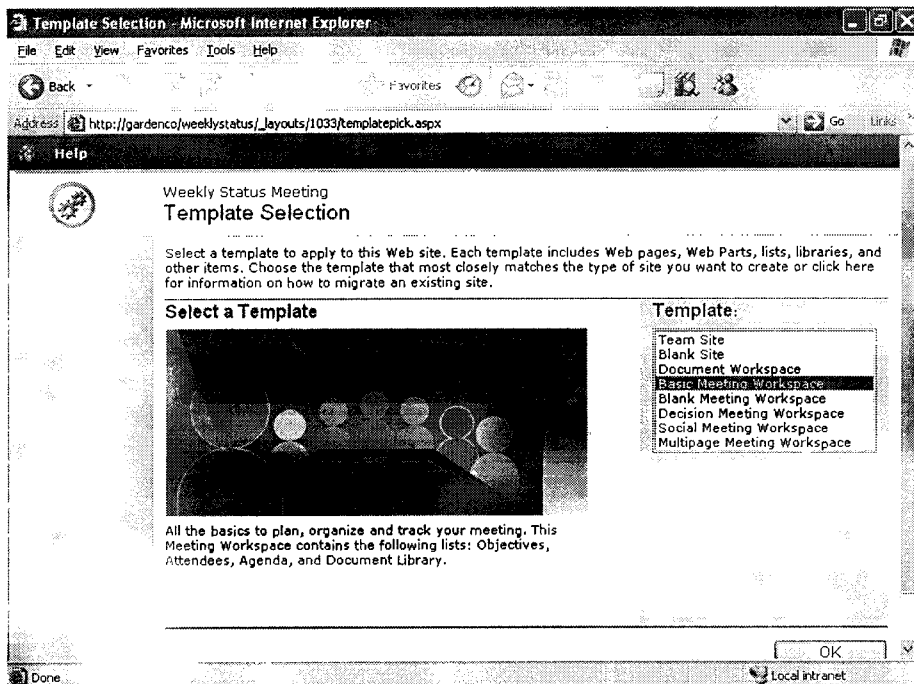 Template Selection - Microsoft Internet Explorer
File Edit View Favorites Tools Help
Back Favorites
Address http://gardenco/weeklystatus/_layouts/1033/templatepick.aspx Go Links
Help
Weekly Status Meeting
Template Selection
Select a template to apply to this Web site. Each template includes Web pages, Web Parts, lists, libraries, and
other items. Choose the template that most closely matches the type of site you want to create or click here
for information on how to migrate an existing site.
Select a Template
Template:
Team Site
Blank Site
Document Workspace
Basic Meeting Workspace
Blank Meeting Workspace
Decision Meeting Workspace
Social Meeting Workspace
Multipage Meeting Workspace
All the basics to plan, organize and track your meeting. This
Meeting Workspace contains the following lists: Objectives,
Attendees, Agenda, and Document Library.
OK
Done Local intranet